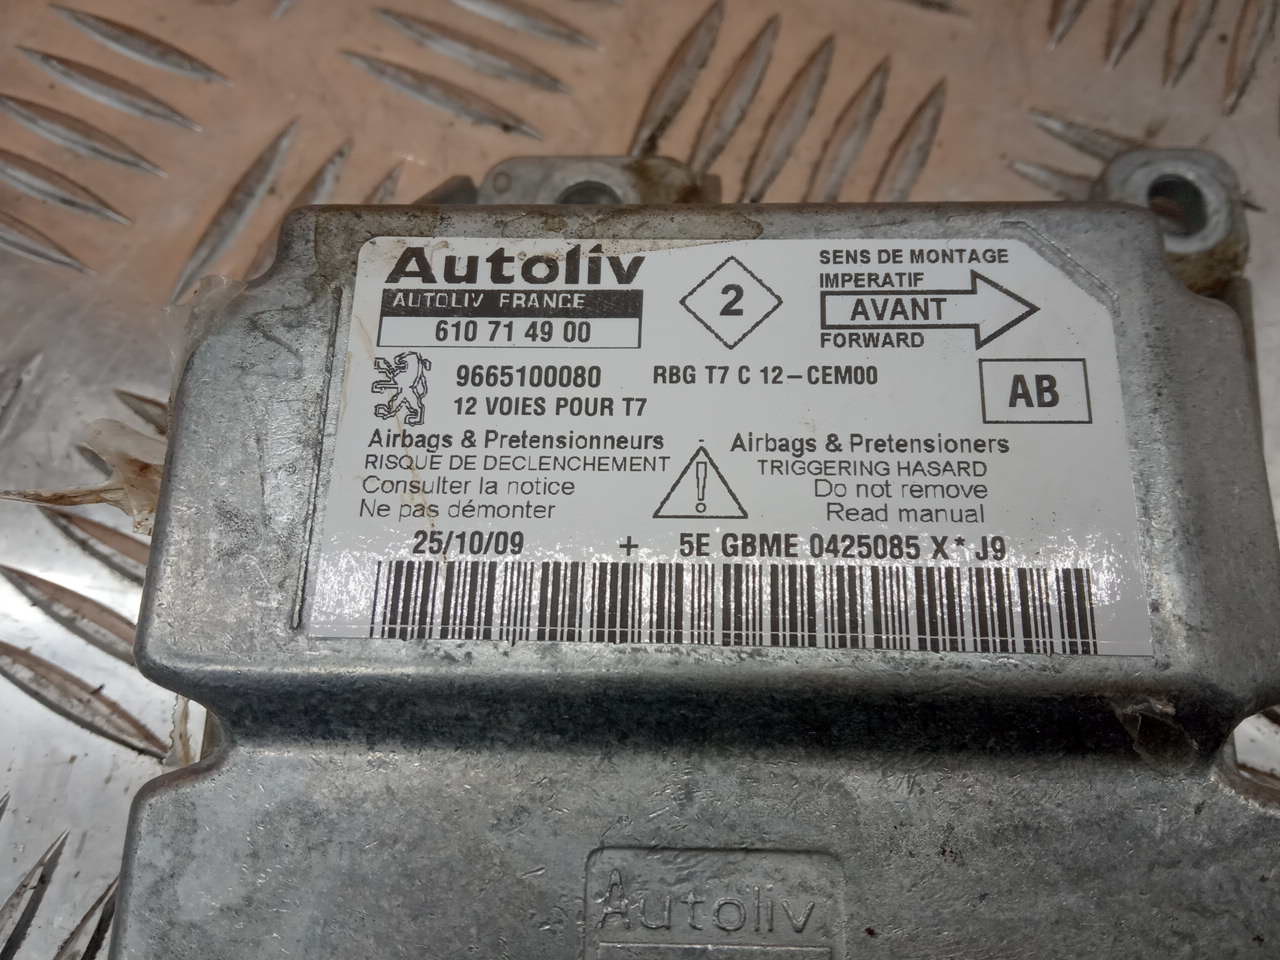 Autoliv
AUTOLIV FRANCE
610 71 49 00
2
SENS DE MONTAGE
IMPERATIF
AVANT
FORWARD
9665100080
RBG T7 C 12-CEM00
12 VOIES POUR T7
AB
Airbags & Pretensionneurs
RISQUE DE DECLENCHEMENT
Consulter la notice
Ne pas démonter
Airbags & Pretensioners
TRIGGERING HASARD
Do not remove
Read manual
25/10/09 + 5E GBME 0425085 X* J9
Autoliv